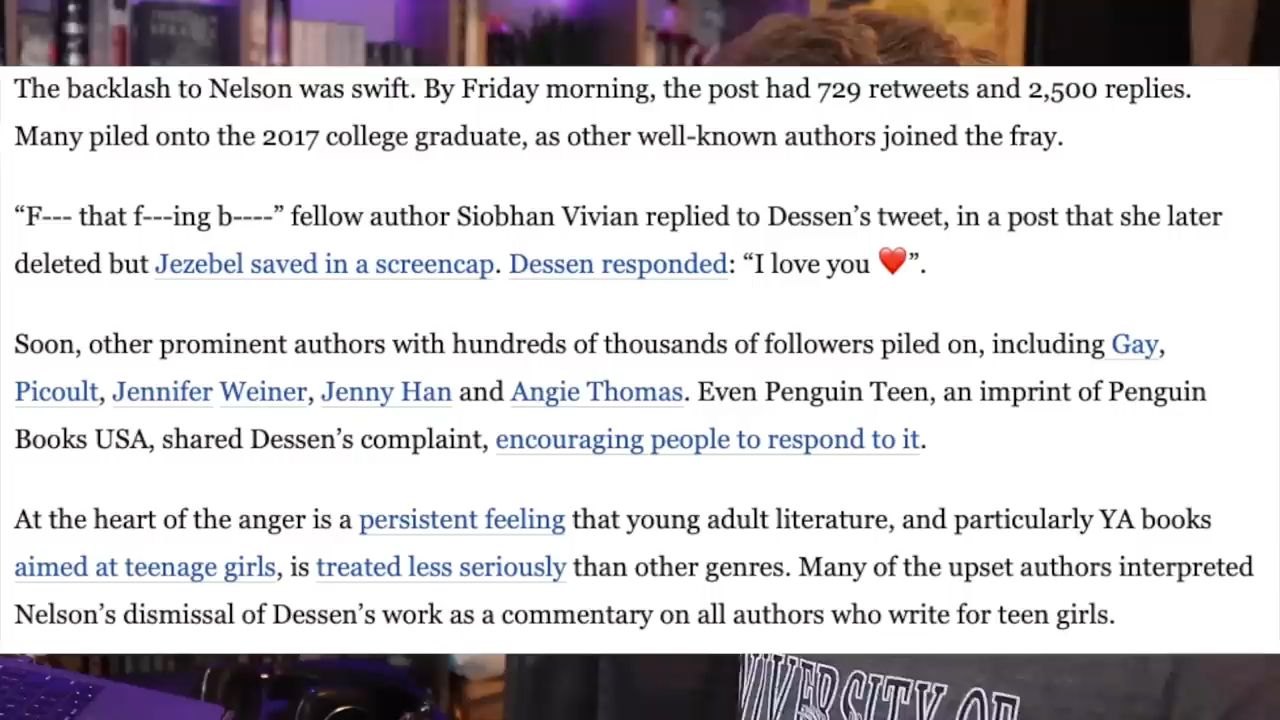 The backlash to Nelson was swift. By Friday morning, the post had 729 retweets and 2,500 replies.
Many piled onto the 2017 college graduate, as other well-known authors joined the fray.
“F--- that f---ing b----” fellow author Siobhan Vivian replied to Dessen’s tweet, in a post that she later
deleted but Jezebel saved in a screencap. Dessen responded: “I love you ❤️”.
Soon, other prominent authors with hundreds of thousands of followers piled on, including Gay,
Picoult, Jennifer Weiner, Jenny Han and Angie Thomas. Even Penguin Teen, an imprint of Penguin
Books USA, shared Dessen’s complaint, encouraging people to respond to it.
At the heart of the anger is a persistent feeling that young adult literature, and particularly YA books
aimed at teenage girls, is treated less seriously than other genres. Many of the upset authors interpreted
Nelson’s dismissal of Dessen’s work as a commentary on all authors who write for teen girls.
IVERSITY OF